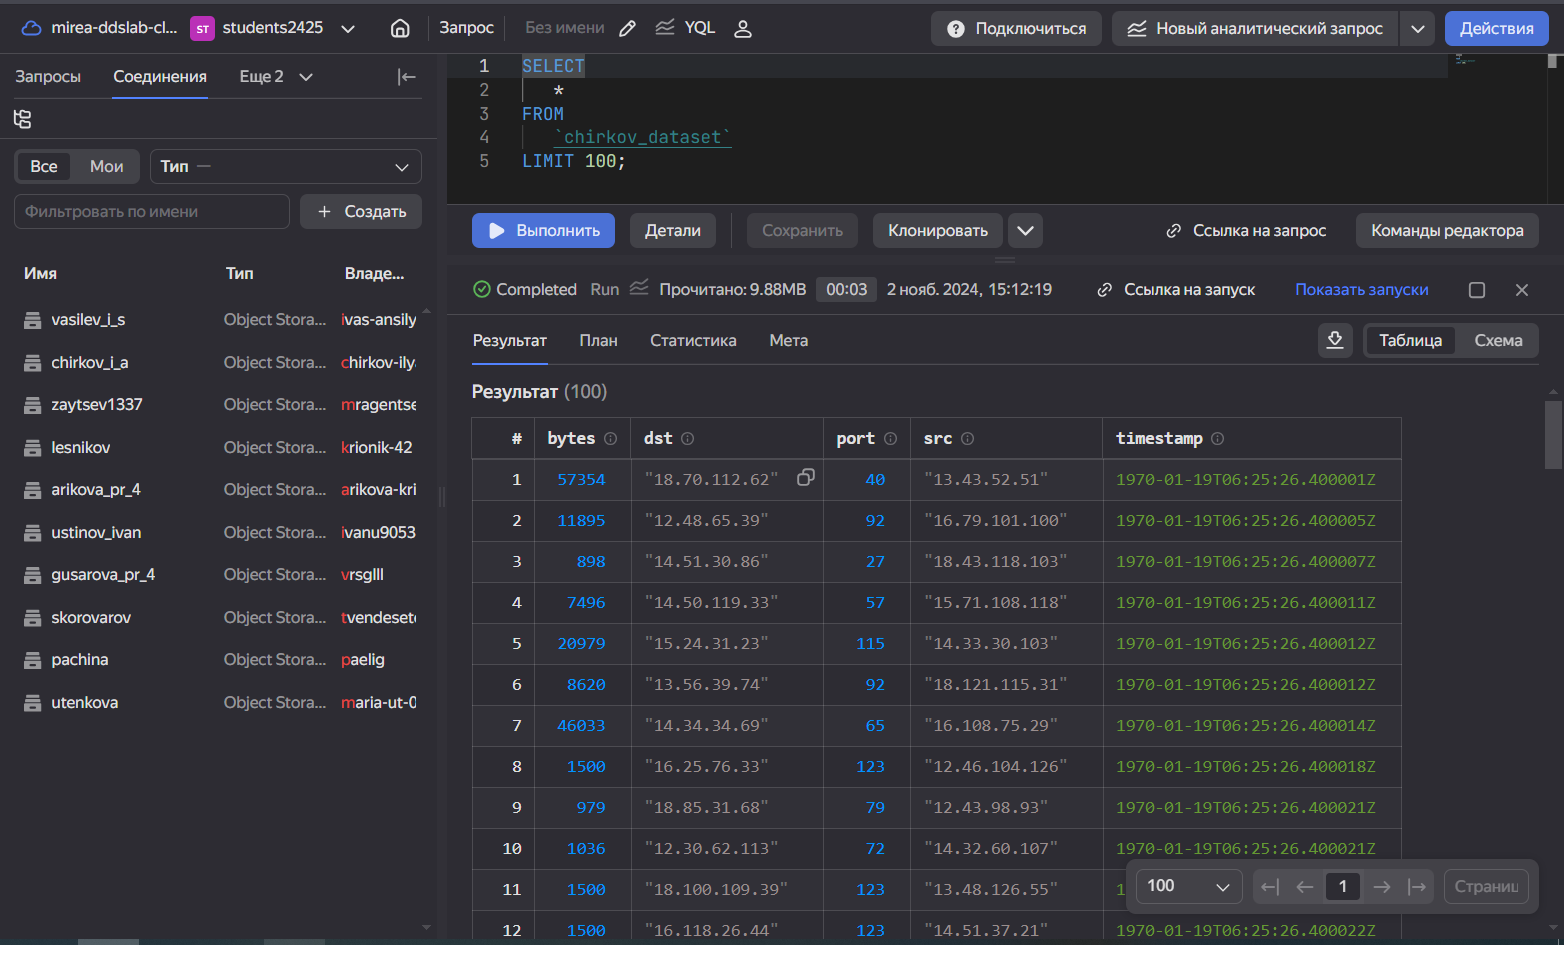 mirea-ddslab-cl... ST students2425 Запрос Без имени YQL Подключиться Новый аналитический запрос Действия
Запросы Соединения Еще 2
Все Мои Тип —
Фильтровать по имени + Создать
Имя Тип Владе...
vasilev_i_s Object Stora... ivas-ansily
chirkov_i_a Object Stora... chirkov-ily
zaytsev1337 Object Stora... mragentse
lesnikov Object Stora... krionik-42
arikova_pr_4 Object Stora... arikova-kri
ustinov_ivan Object Stora... ivanu9053
gusarova_pr_4 Object Stora... vrsglll
skorovarov Object Stora... tvendesete
pachina Object Stora... paelig
utenkova Object Stora... maria-ut-0
1 SELECT
2 *
3 FROM
4 `chirkov_dataset`
5 LIMIT 100;
Выполнить Детали Сохранить Клонировать Ссылка на запрос Команды редактора
Completed Run Прочитано: 9.88MB 00:03 2 нояб. 2024, 15:12:19 Ссылка на запуск Показать запуски
Результат План Статистика Мета Таблица Схема
Результат (100)
# bytes dst port src timestamp
1 57354 "18.70.112.62" 40 "13.43.52.51" 1970-01-19T06:25:26.400001Z
2 11895 "12.48.65.39" 92 "16.79.101.100" 1970-01-19T06:25:26.400005Z
3 898 "14.51.30.86" 27 "18.43.118.103" 1970-01-19T06:25:26.400007Z
4 7496 "14.50.119.33" 57 "15.71.108.118" 1970-01-19T06:25:26.400011Z
5 20979 "15.24.31.23" 115 "14.33.30.103" 1970-01-19T06:25:26.400012Z
6 8620 "13.56.39.74" 92 "18.121.115.31" 1970-01-19T06:25:26.400012Z
7 46033 "14.34.34.69" 65 "16.108.75.29" 1970-01-19T06:25:26.400014Z
8 1500 "16.25.76.33" 123 "12.46.104.126" 1970-01-19T06:25:26.400018Z
9 979 "18.85.31.68" 79 "12.43.98.93" 1970-01-19T06:25:26.400021Z
10 1036 "12.30.62.113" 72 "14.32.60.107" 1970-01-19T06:25:26.400021Z
11 1500 "18.100.109.39" 123 "13.48.126.55" 1
12 1500 "16.118.26.44" 123 "14.51.37.21" 1970-01-19T06:25:26.400022Z
100 1 Страниц